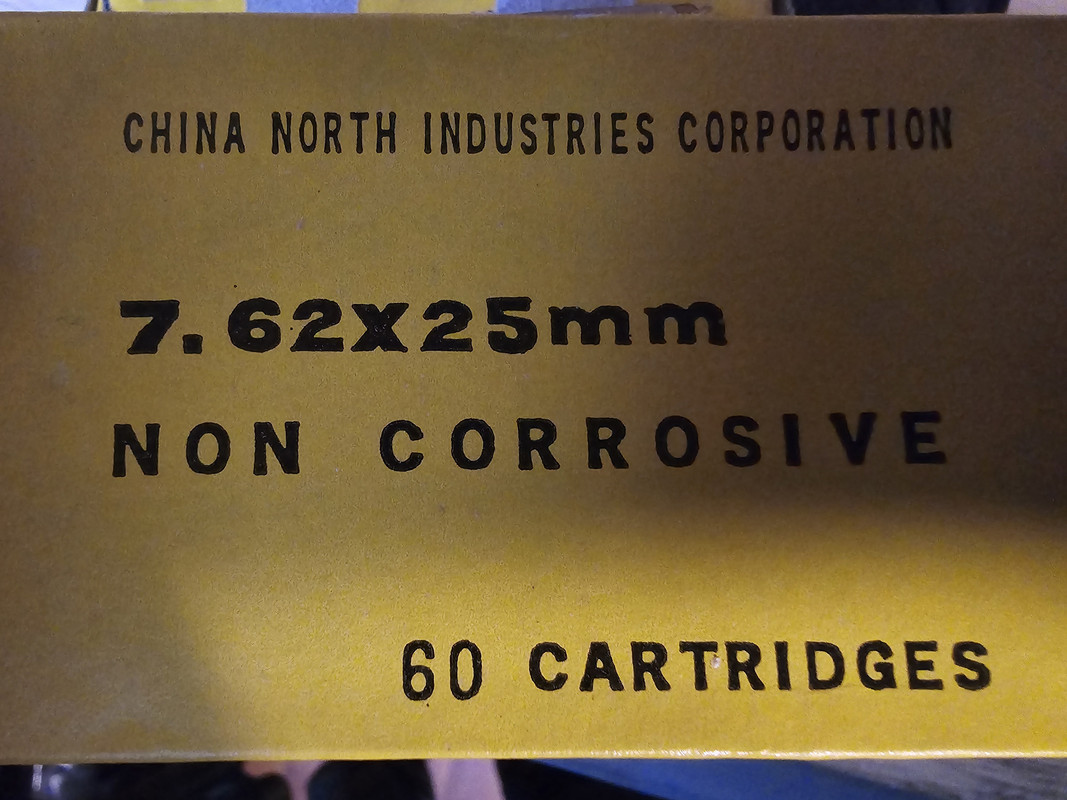 CHINA NORTH INDUSTRIES CORPORATION
7.62x25mm
NON CORROSIVE
60 CARTRIDGES